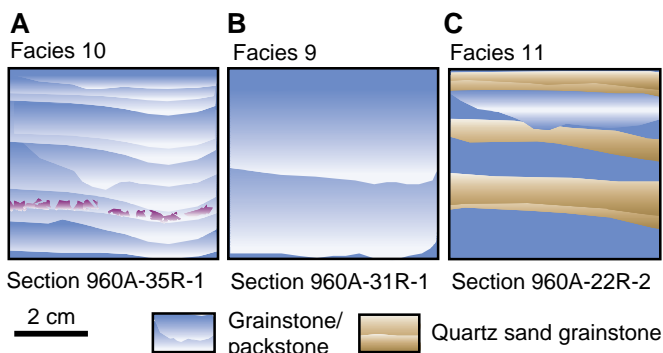 A
Facies 10
B
Facies 9
C
Facies 11
Section 960A-35R-1
Section 960A-31R-1
Section 960A-22R-2
2 cm
Grainstone/
packstone
Quartz sand grainstone